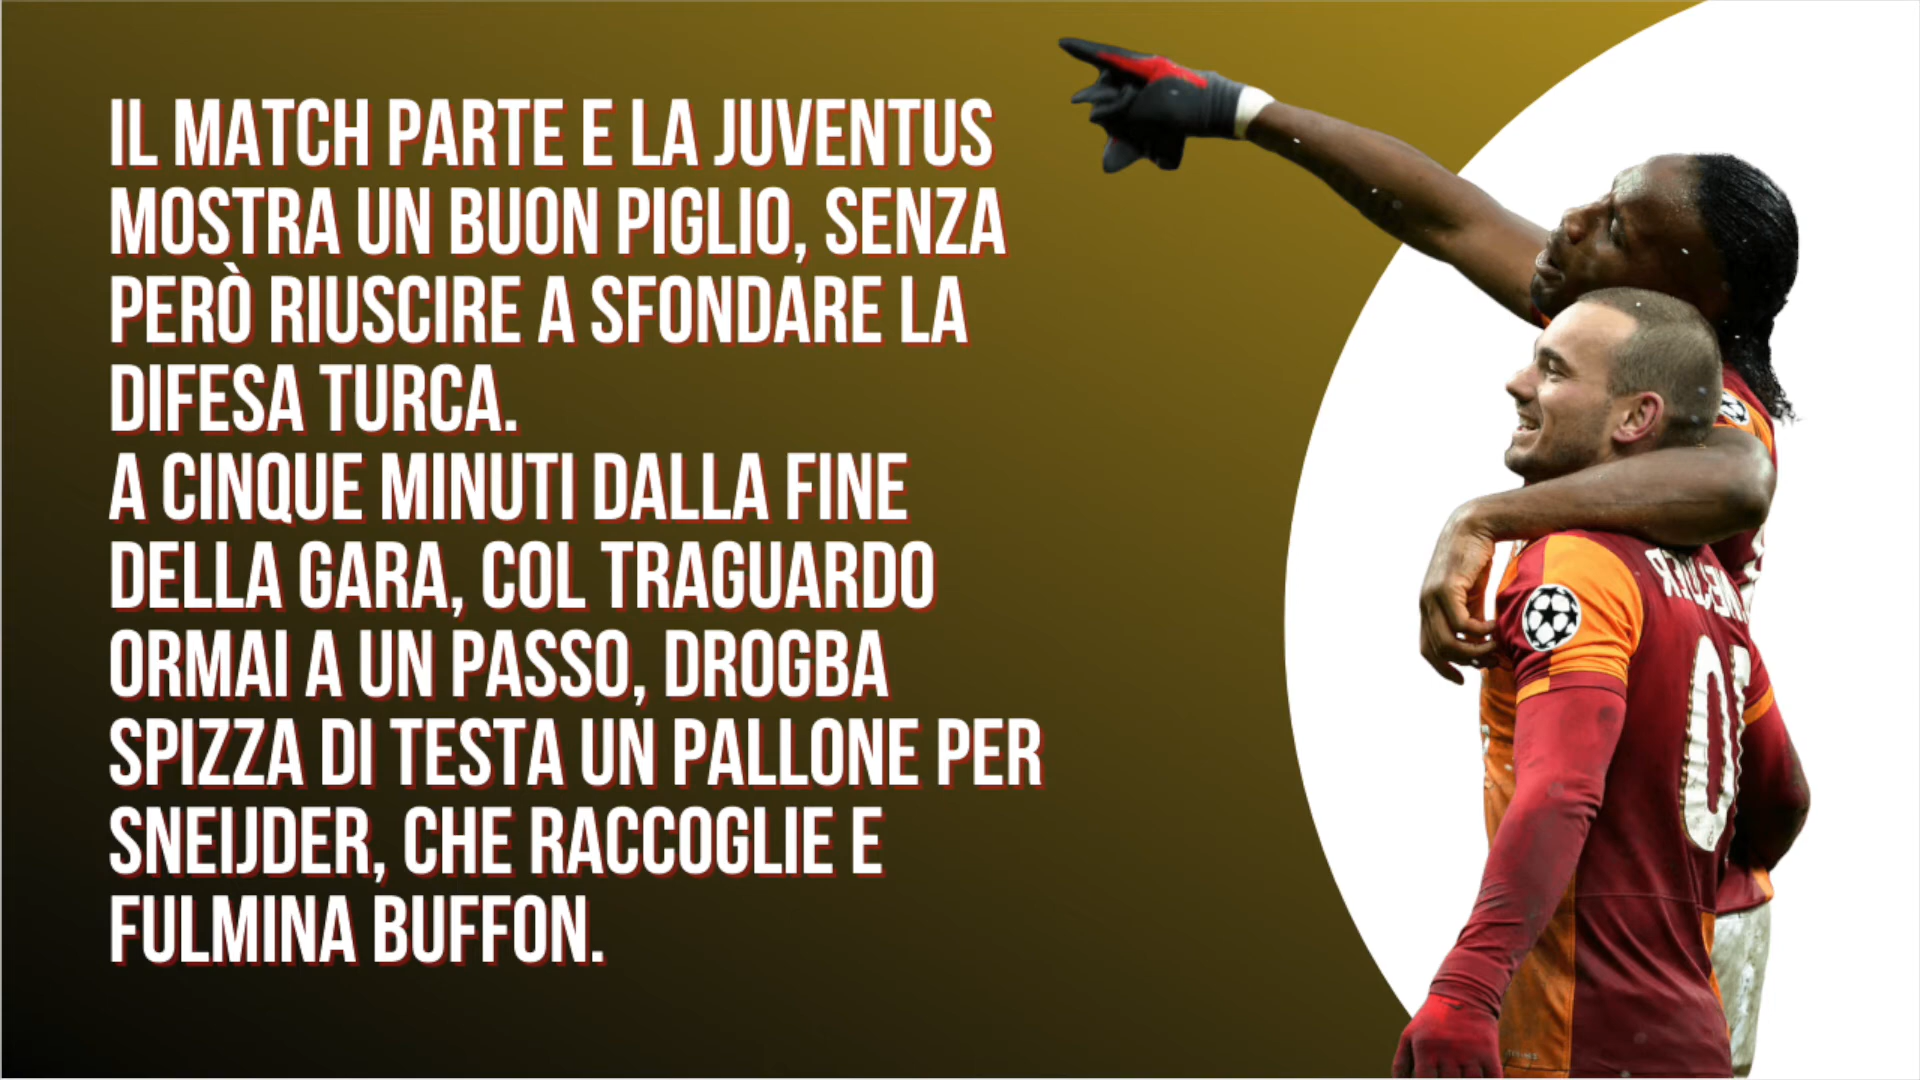 IL MATCH PARTE E LA JUVENTUS
MOSTRA UN BUON PIGLIO, SENZA
PERÒ RIUSCIRE A SFONDARE LA
DIFESA TURCA.
A CINQUE MINUTI DALLA FINE
DELLA GARA, COL TRAGUARDO
ORMAI A UN PASSO, DROGBA
SPIZZA DI TESTA UN PALLONE PER
SNEIJDER, CHE RACCOGLIE E
FULMINA BUFFON.